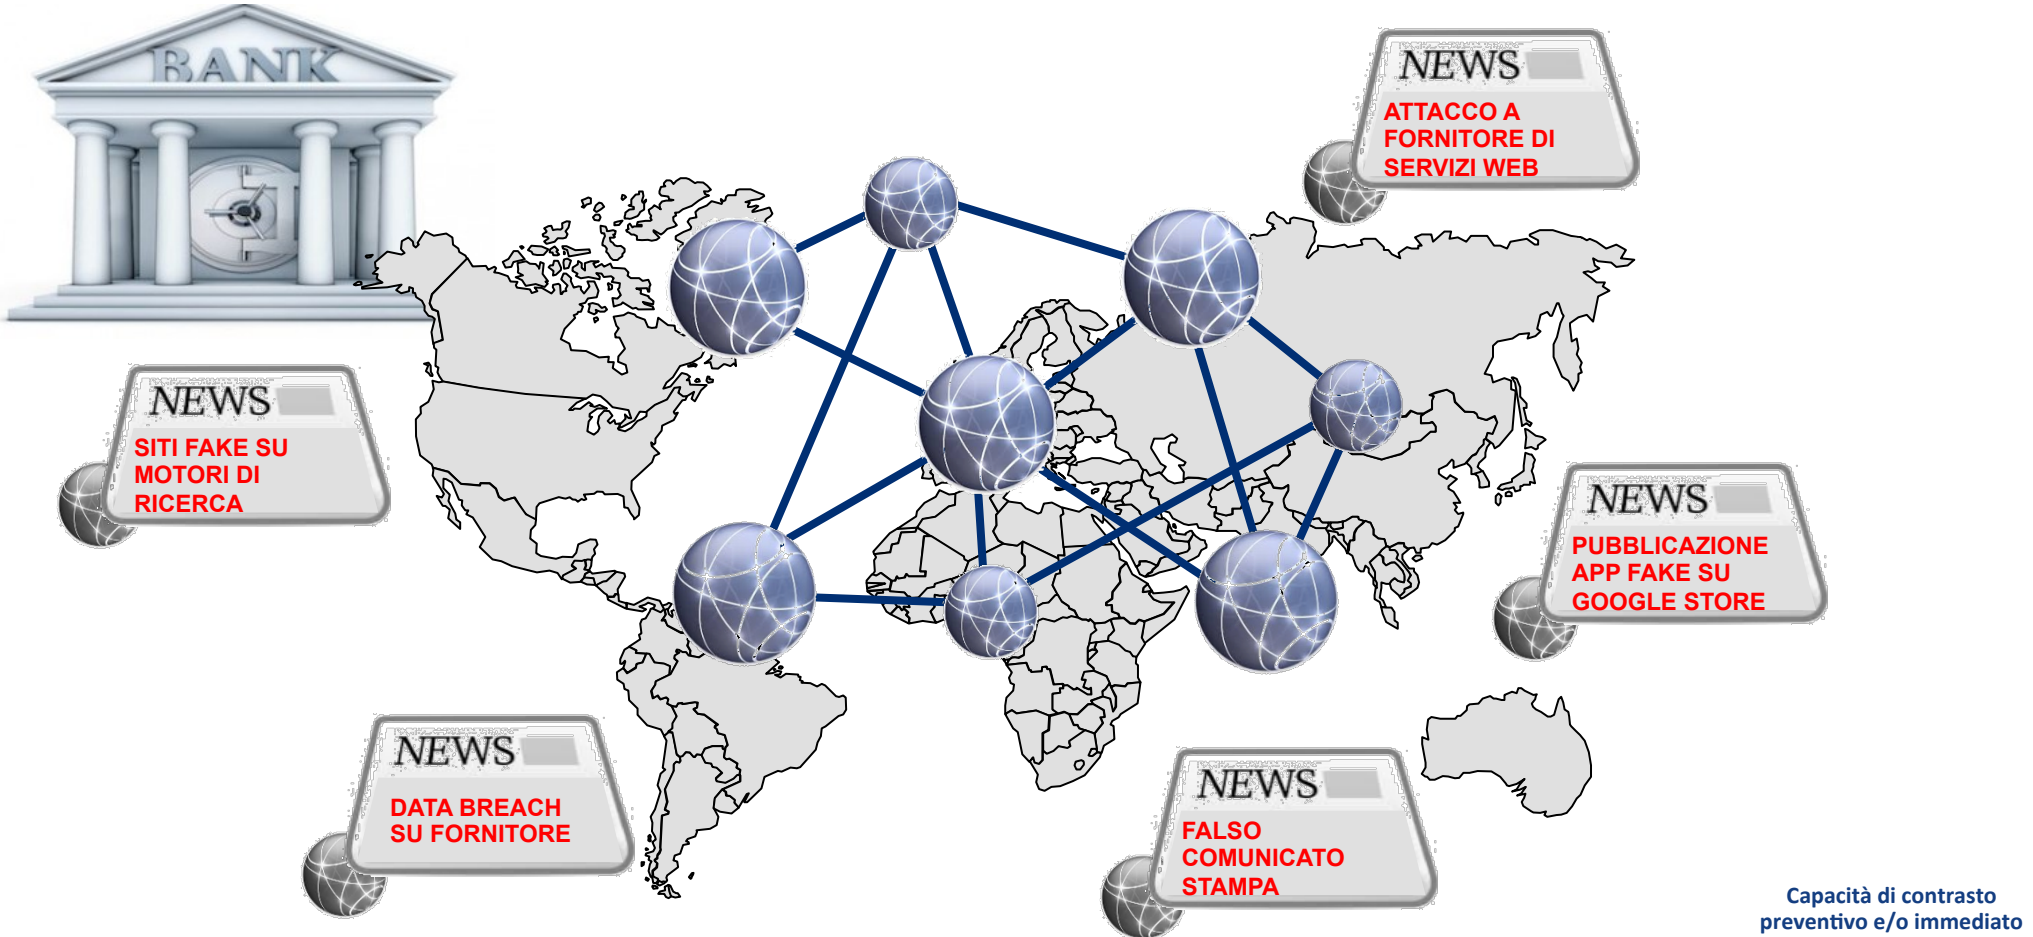 BANK
NEWS
ATTACCO A
FORNITORE DI
SERVIZI WEB
NEWS
SITI FAKE SU
MOTORI DI
RICERCA
NEWS
PUBBLICAZIONE
APP FAKE SU
GOOGLE STORE
NEWS
DATA BREACH
SU FORNITORE
NEWS
FALSO
COMUNICATO
STAMPA
Capacità di contrasto
preventivo e/o immediato